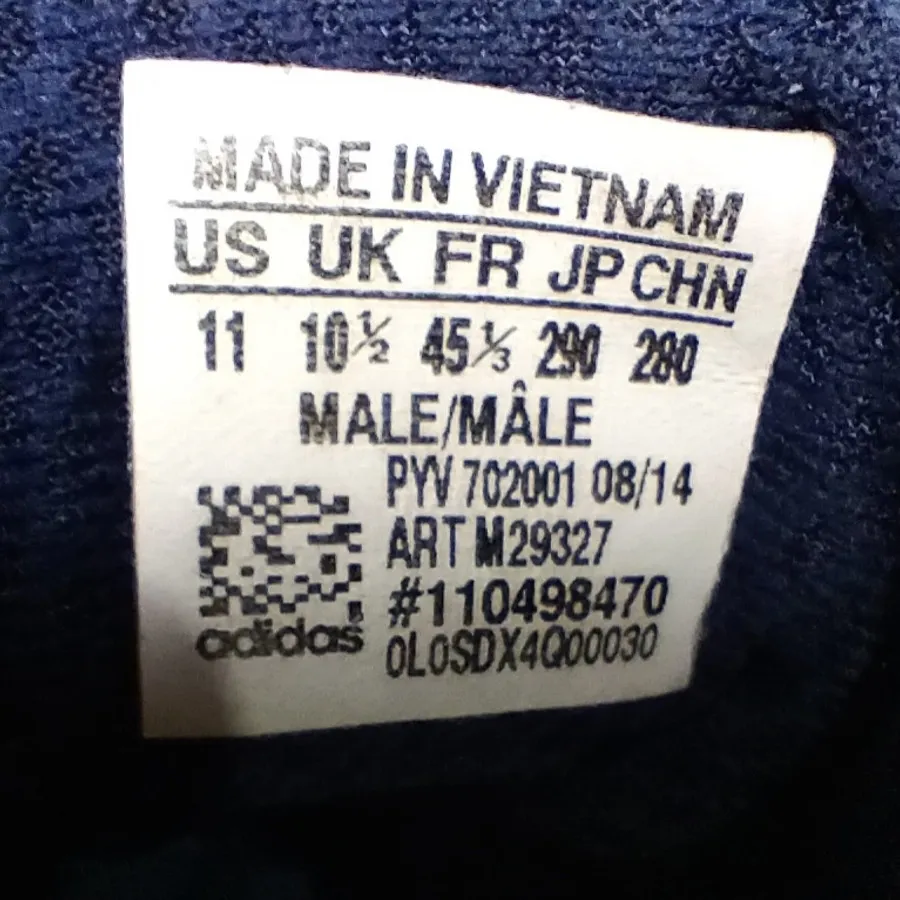 MADE IN VIETNAM
US UK FR JP CHN
11 10½ 45⅓ 290 280
MALE/MÂLE
PYV 702001 08/14
ART M29327
#110498470
0L0SDX4Q00030
adidas